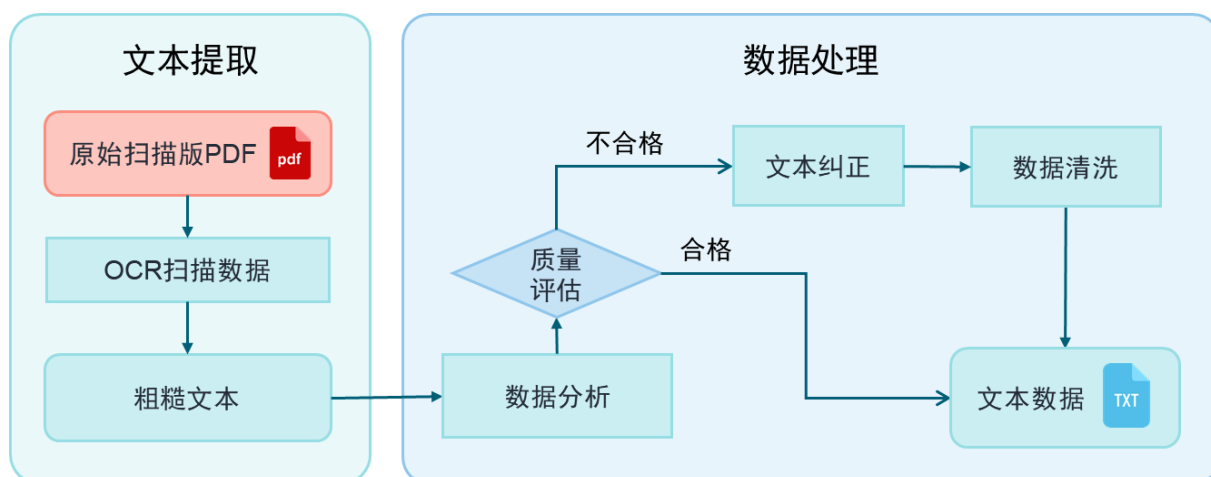 文本提取
原始扫描版PDF
pdf
OCR扫描数据
粗糙文本
数据处理
不合格
文本纠正
数据清洗
质量
评估
合格
数据分析
文本数据
TXT